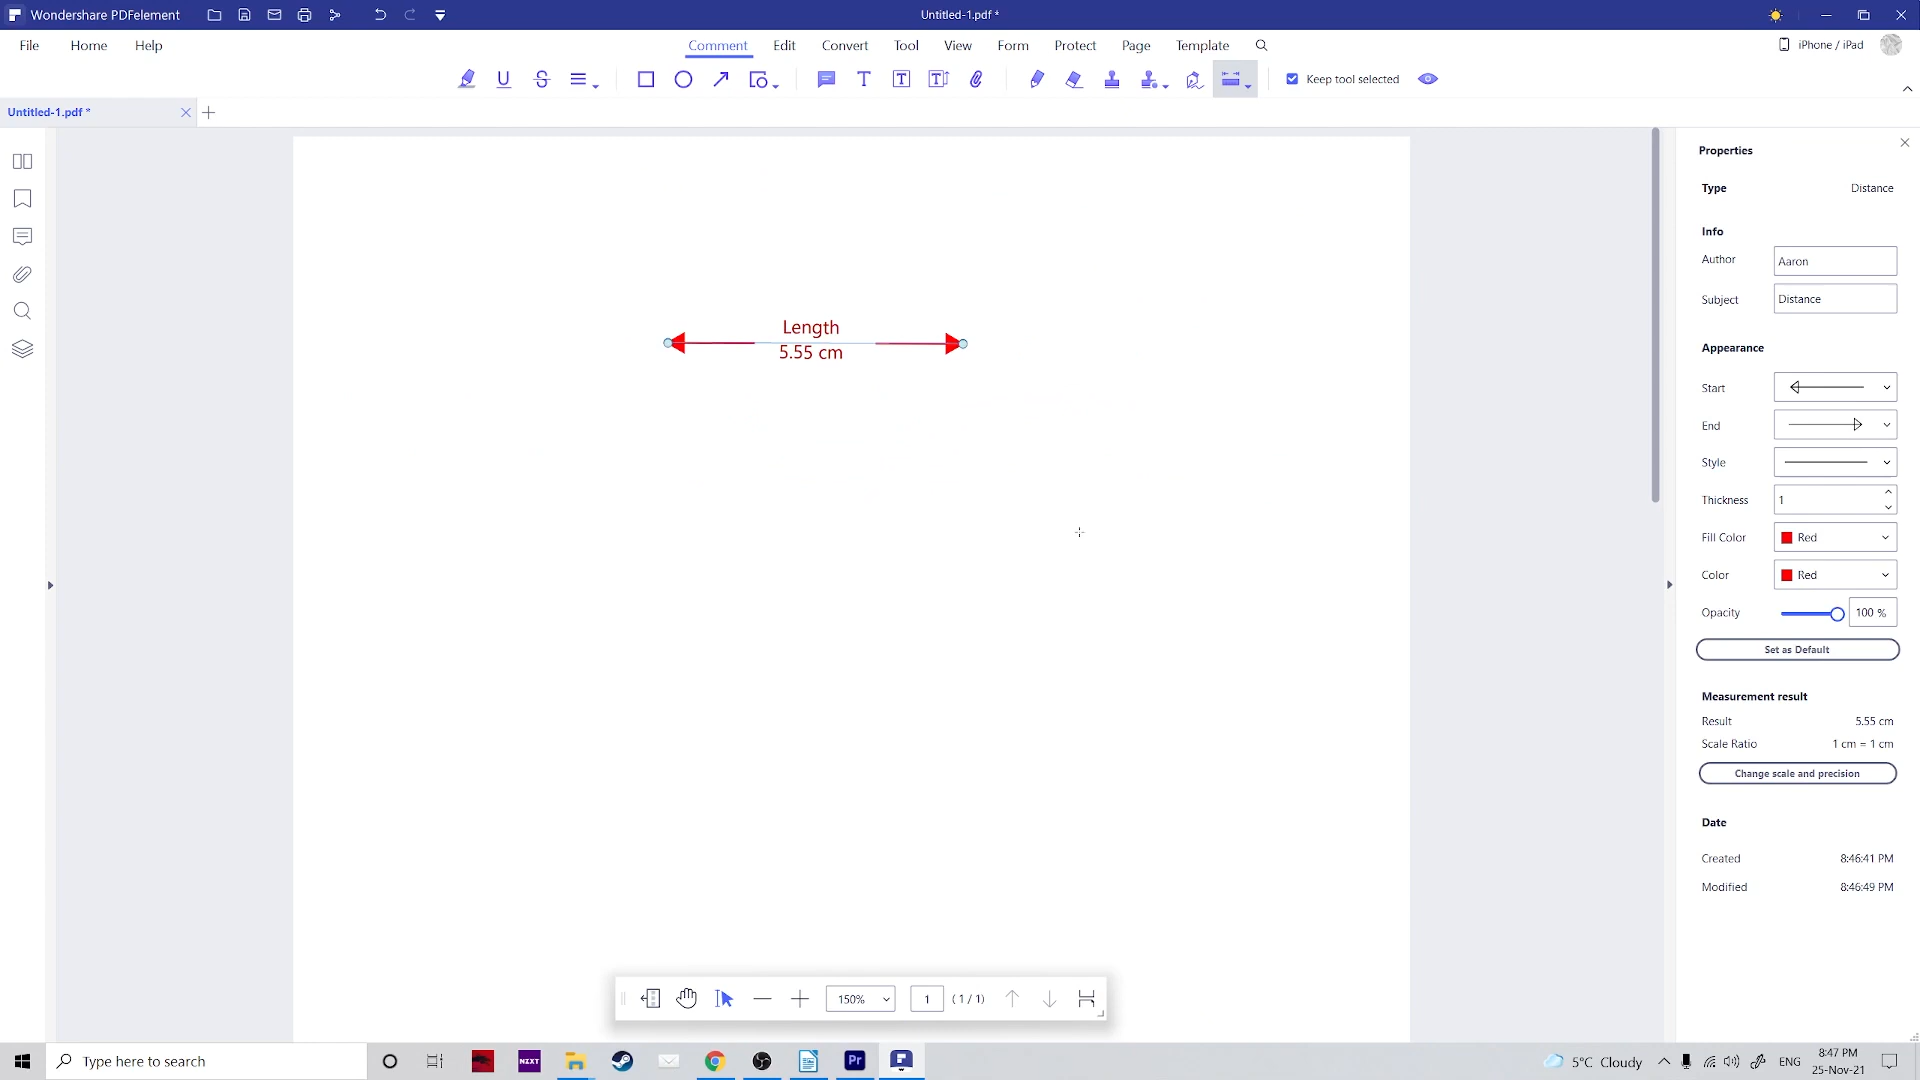 Wondershare PDFelement
Untitled-1.pdf *
File Home Help
Comment Edit Convert Tool View Form Protect Page Template
iPhone / iPad
Keep tool selected
Untitled-1.pdf *
Length
5.55 cm
Properties
Type Distance
Info
Author Aaron
Subject Distance
Appearance
Start
End
Style
Thickness 1
Fill Color Red
Color Red
Opacity 100 %
Set as Default
Measurement result
Result 5.55 cm
Scale Ratio 1 cm = 1 cm
Change scale and precision
Date
Created 8:46:41 PM
Modified 8:46:49 PM
150% 1 ( 1 / 1 )
Type here to search
NZXT
Pr
5°C Cloudy
ENG
8:47 PM
25-Nov-21